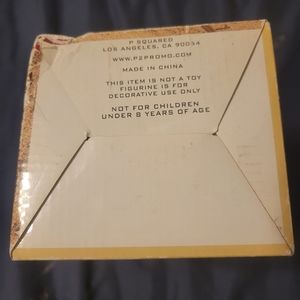 P SQUARED
LOS ANGELES, CA 90034
WWW.P2PROMO.COM
MADE IN CHINA
THIS ITEM IS NOT A TOY
FIGURINE IS FOR
DECORATIVE USE ONLY
NOT FOR CHILDREN
UNDER 8 YEARS OF AGE